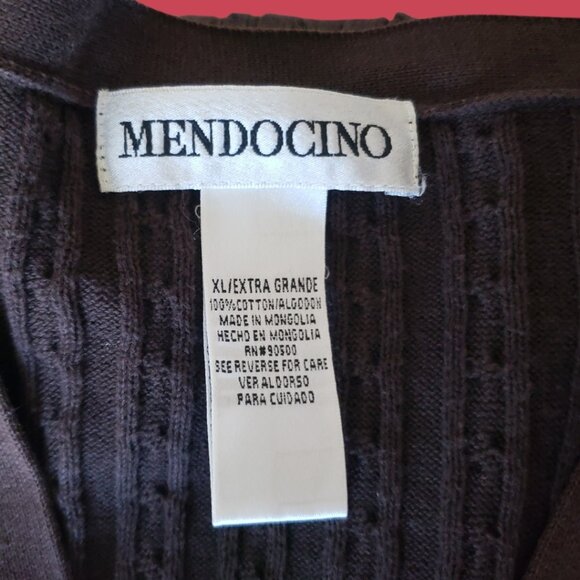 MENDOCINO
XL/EXTRA GRANDE
100%COTTON/ALGODON
MADE IN MONGOLIA
HECHO EN MONGOLIA
RN#90500
SEE REVERSE FOR CARE
VER AL DORSO
PARA CUIDADO